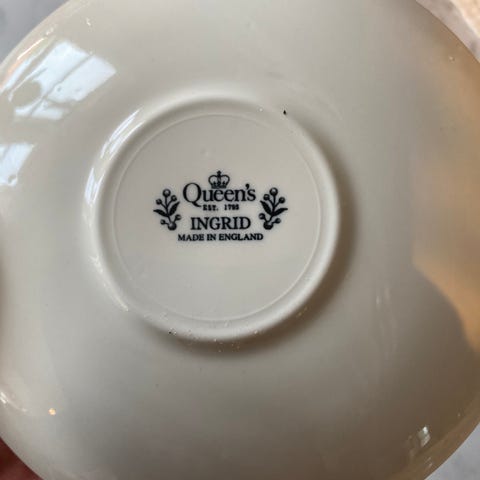 Queen's
EST. 1795
INGRID
MADE IN ENGLAND